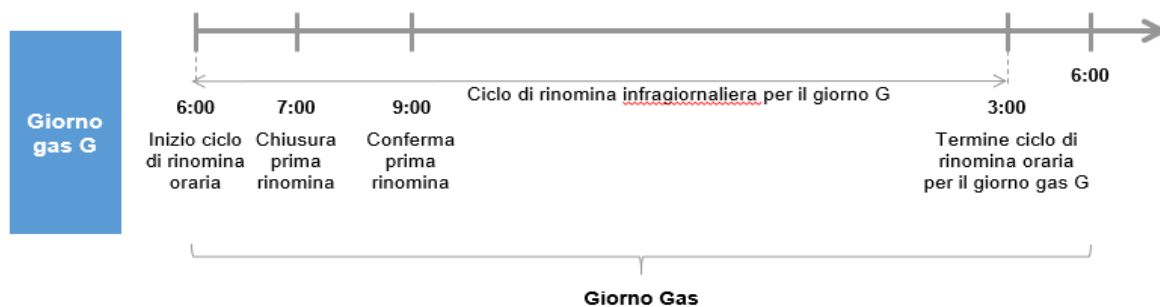 6:00
Ciclo di rinomina infragiornaliera per il giorno G
Giorno
gas G
6:00
Inizio ciclo
di rinomina
oraria
7:00
Chiusura
prima
rinomina
9:00
Conferma
prima
rinomina
3:00
Termine ciclo di
rinomina oraria
per il giorno gas G
Giorno Gas